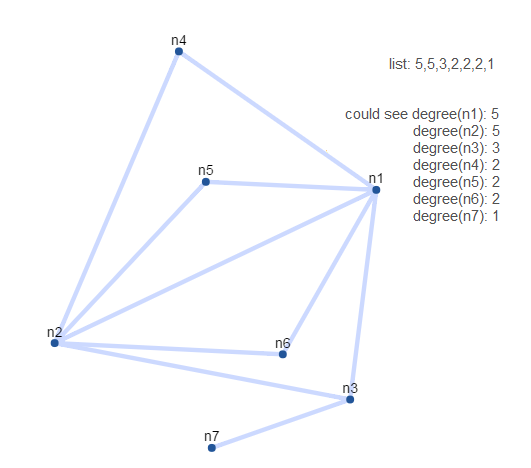 n4
list: 5,5,3,2,2,2,1
could see degree(n1): 5
degree(n2): 5
degree(n3): 3
degree(n4): 2
degree(n5): 2
degree(n6): 2
degree(n7): 1
n5
n1
n2
n6
n3
n7